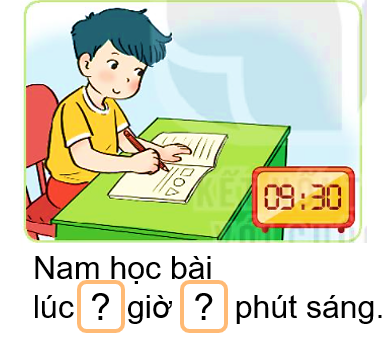 09:30
Nam học bài
lúc ? giờ ? phút sáng.